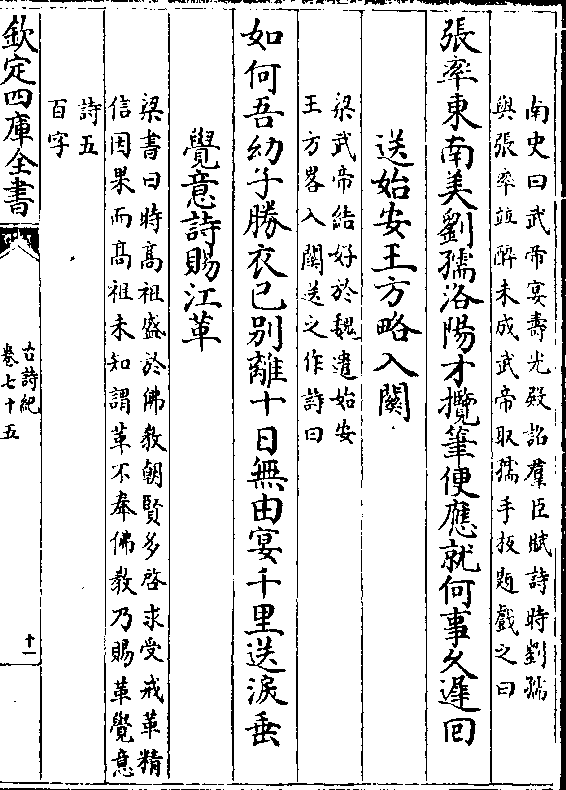 南史曰武帝宴壽光殿詔羣臣賦詩時劉孺
與張率竝醉未成武帝取孺手板題戲之曰
張率東南美劉孺洛陽才攬筆便應就何事久遲回
送始安王方略入關
梁武帝結好於魏遣始安
王方畧入關送之作詩曰
如何吾幼子勝衣已别離十日無由宴千里送淚垂
覺意詩賜江革
梁書曰時高祖盛於佛敎朝賢多啓求受戒革精
信因果而高祖未知謂革不奉佛敎乃賜革覺意
詩五
百字
欽定四庫全書
古詩紀
卷七十五
十一